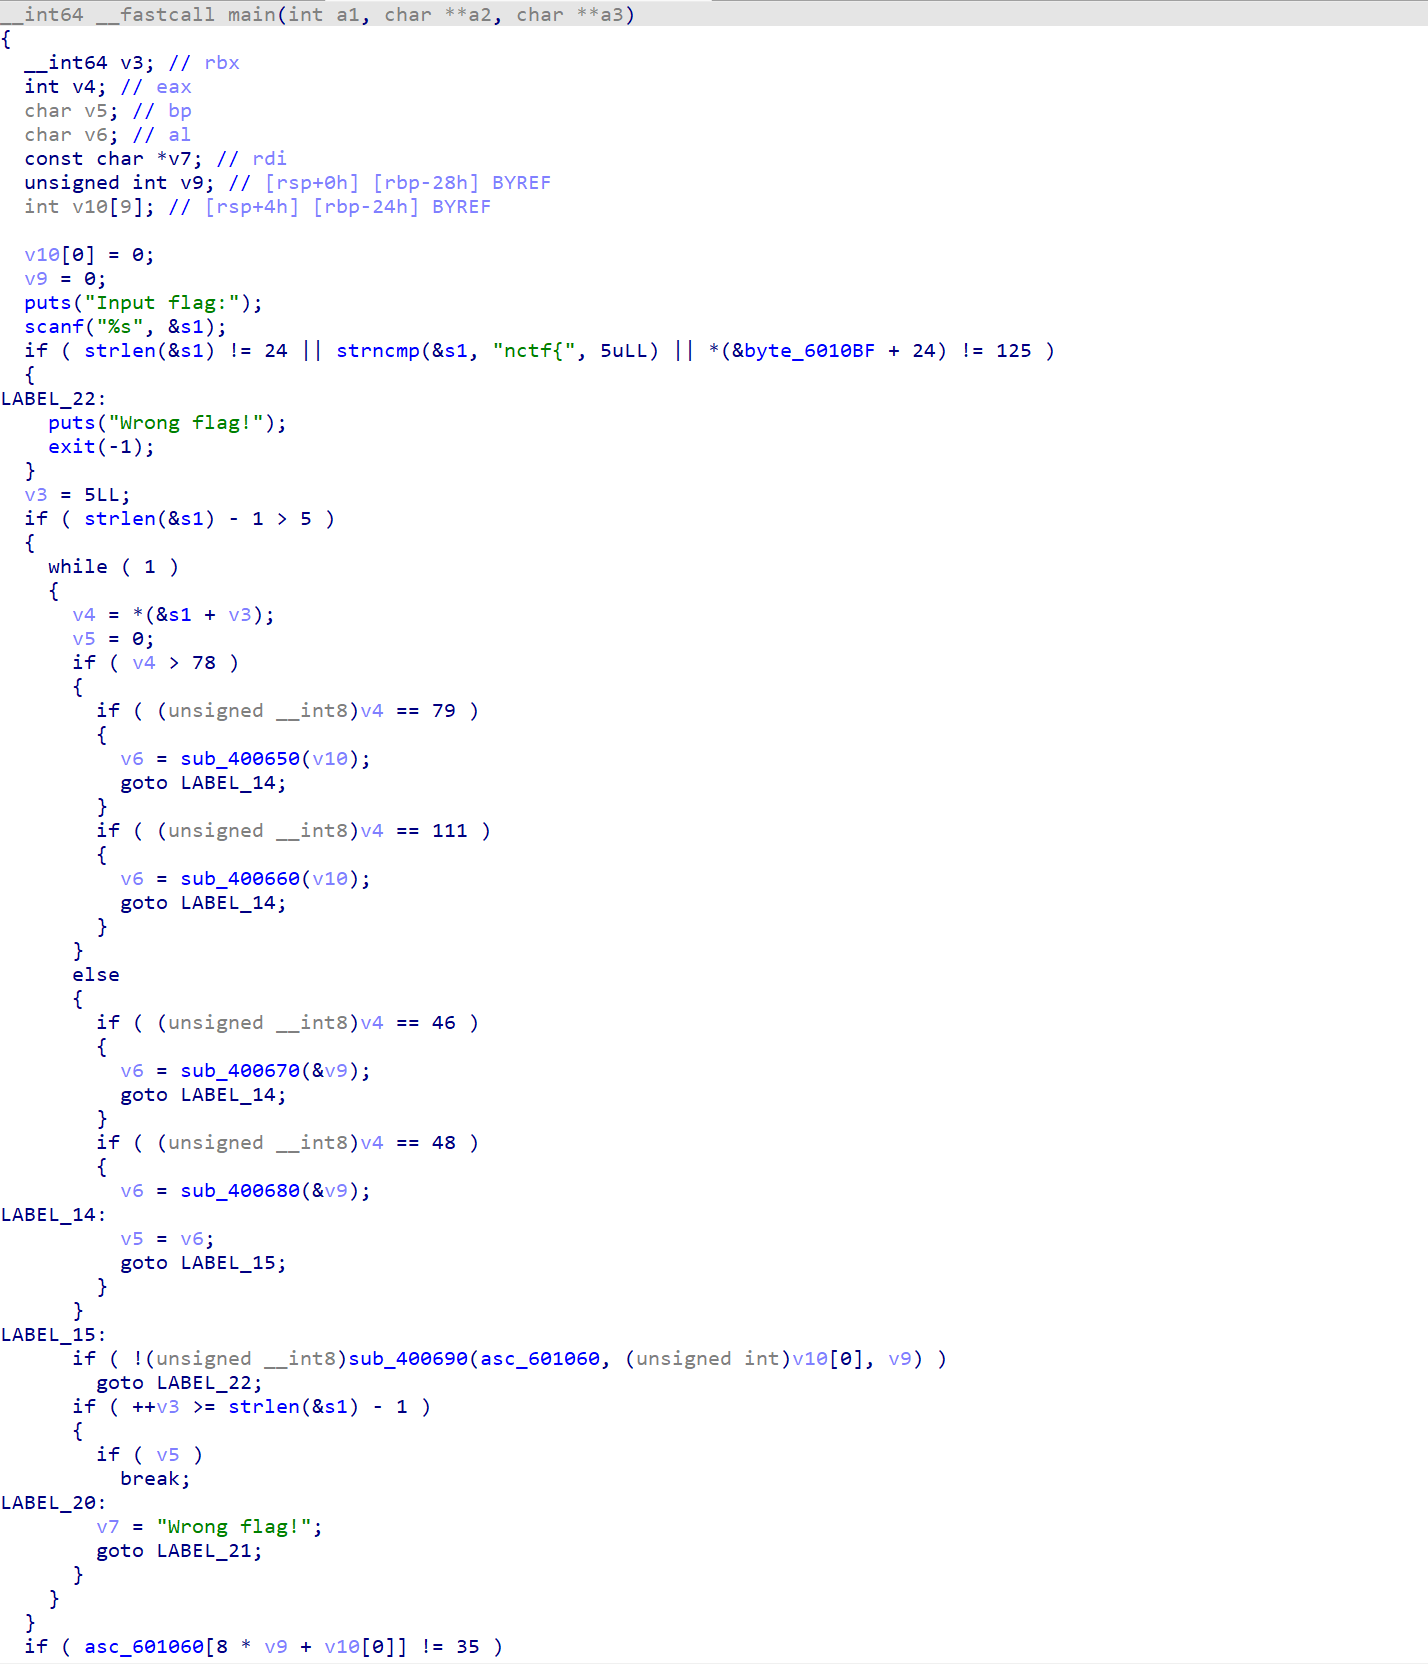 __int64 __fastcall main(int a1, char **a2, char **a3)
{
  __int64 v3; // rbx
  int v4; // eax
  char v5; // bp
  char v6; // al
  const char *v7; // rdi
  unsigned int v9; // [rsp+0h] [rbp-28h] BYREF
  int v10[9]; // [rsp+4h] [rbp-24h] BYREF

  v10[0] = 0;
  v9 = 0;
  puts("Input flag:");
  scanf("%s", &s1);
  if ( strlen(&s1) != 24 || strncmp(&s1, "nctf{", 5uLL) || *(&byte_6010BF + 24) != 125 )
  {
LABEL_22:
    puts("Wrong flag!");
    exit(-1);
  }
  v3 = 5LL;
  if ( strlen(&s1) - 1 > 5 )
  {
    while ( 1 )
    {
      v4 = *(&s1 + v3);
      v5 = 0;
      if ( v4 > 78 )
      {
        if ( (unsigned __int8)v4 == 79 )
        {
          v6 = sub_400650(v10);
          goto LABEL_14;
        }
        if ( (unsigned __int8)v4 == 111 )
        {
          v6 = sub_400660(v10);
          goto LABEL_14;
        }
      }
      else
      {
        if ( (unsigned __int8)v4 == 46 )
        {
          v6 = sub_400670(&v9);
          goto LABEL_14;
        }
        if ( (unsigned __int8)v4 == 48 )
        {
          v6 = sub_400680(&v9);
LABEL_14:
          v5 = v6;
          goto LABEL_15;
        }
      }
LABEL_15:
      if ( !(unsigned __int8)sub_400690(asc_601060, (unsigned int)v10[0], v9) )
        goto LABEL_22;
      if ( ++v3 >= strlen(&s1) - 1 )
      {
        if ( v5 )
          break;
LABEL_20:
        v7 = "Wrong flag!";
        goto LABEL_21;
      }
    }
  }
  if ( asc_601060[8 * v9 + v10[0]] != 35 )